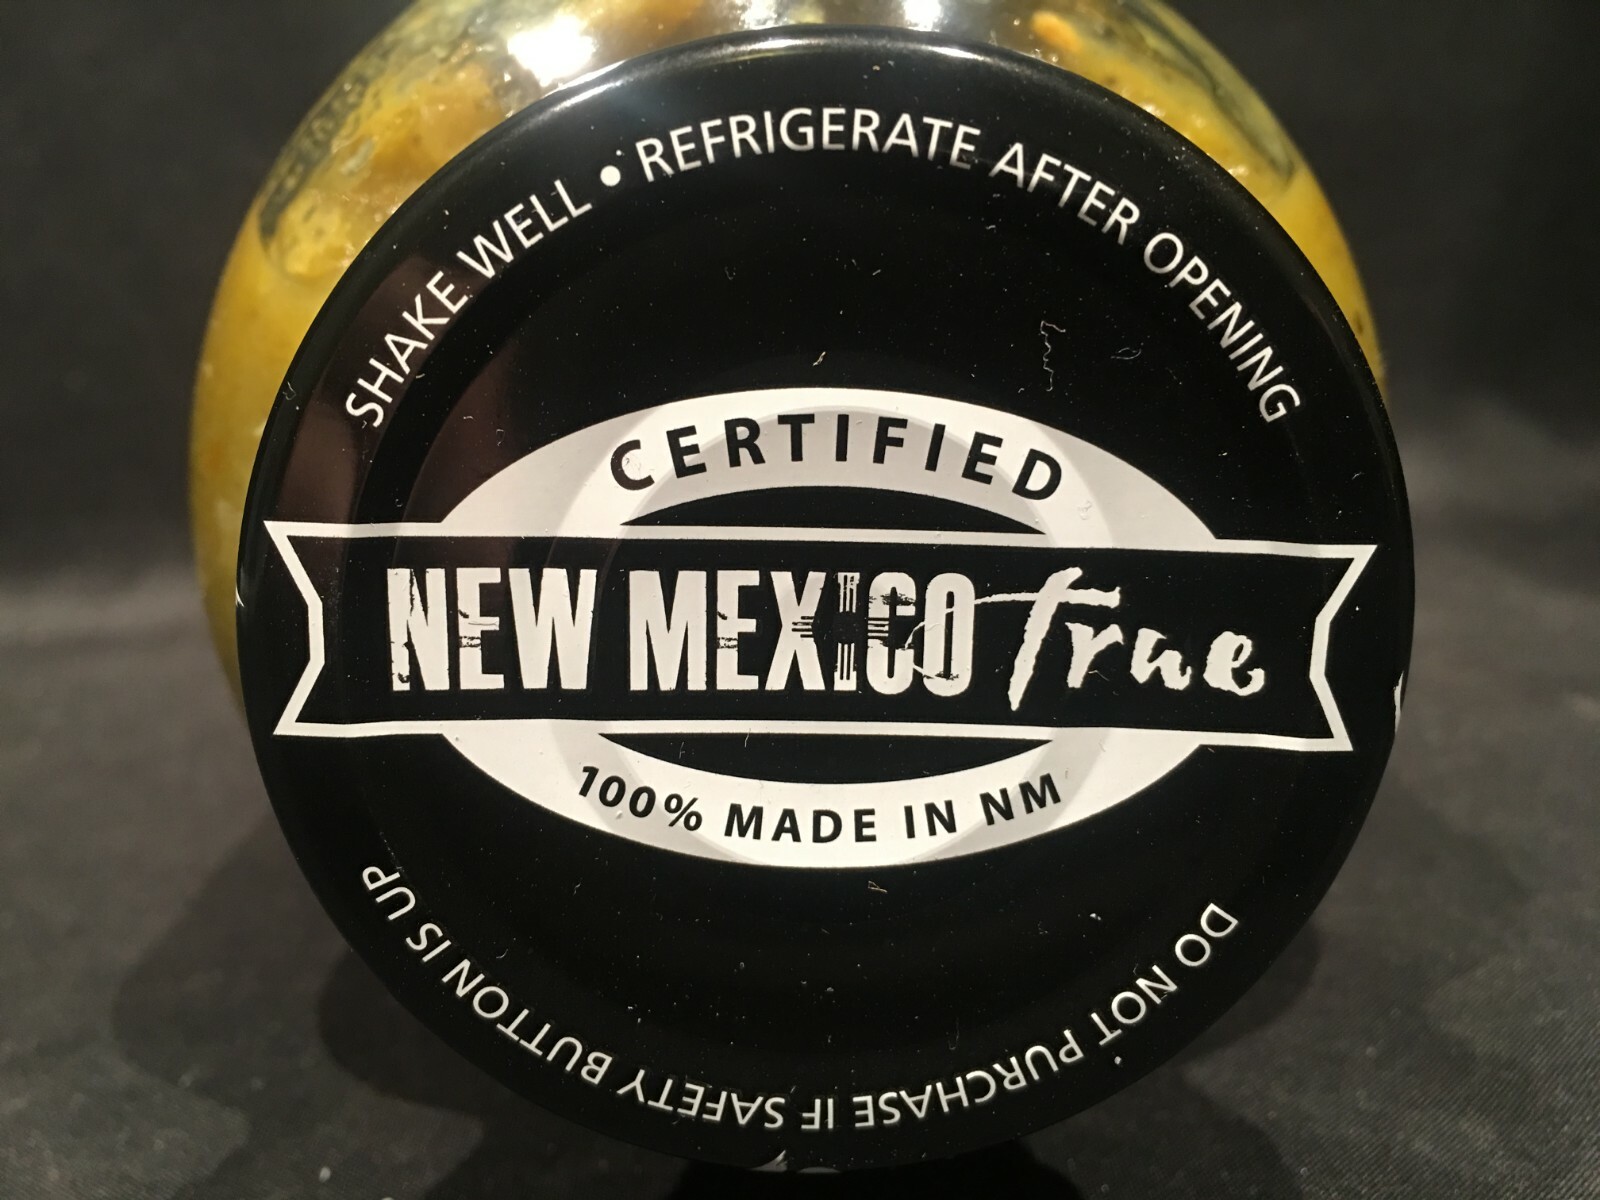 SHAKE WELL • REFRIGERATE AFTER OPENING
CERTIFIED
NEW MEXICO True
100% MADE IN NM
DO NOT PURCHASE IF SAFETY BUTTON IS UP